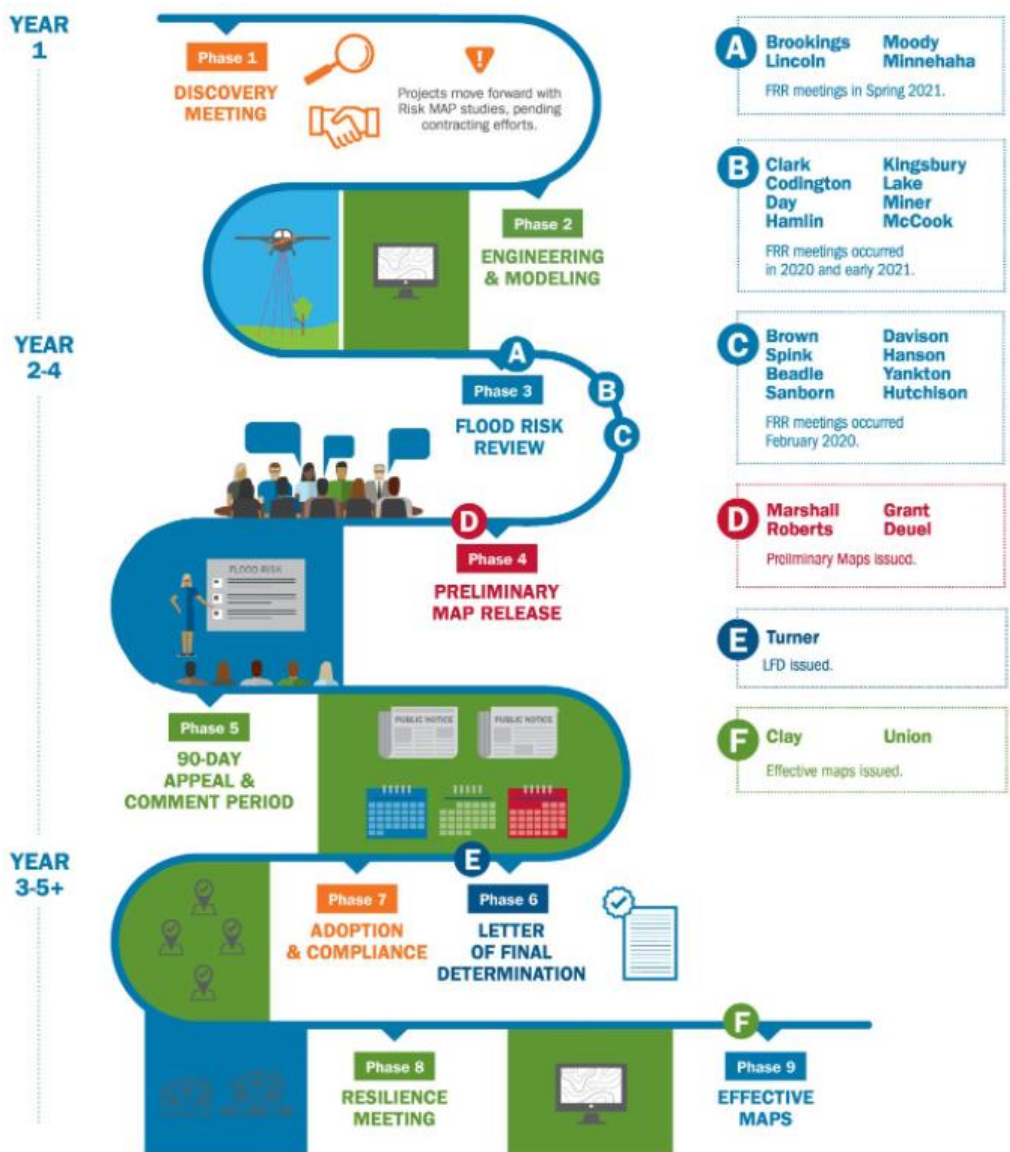 YEAR
1
Phase 1
DISCOVERY
MEETING
!
Projects move forward with
Risk MAP studies, pending
contracting efforts.
Phase 2
ENGINEERING
& MODELING
YEAR
2-4
A
Phase 3
FLOOD RISK
REVIEW
B
C
D
Phase 4
PRELIMINARY
MAP RELEASE
FLOOD RISK
Phase 5
90-DAY
APPEAL &
COMMENT PERIOD
PUBLIC NOTICE
PUBLIC NOTICE
YEAR
3-5+
E
Phase 7
ADOPTION
& COMPLIANCE
Phase 6
LETTER
OF FINAL
DETERMINATION
F
Phase 8
RESILIENCE
MEETING
Phase 9
EFFECTIVE
MAPS
A
Brookings Moody
Lincoln Minnehaha
FRR meetings in Spring 2021.
B
Clark Kingsbury
Codington Lake
Day Miner
Hamlin McCook
FRR meetings occurred
in 2020 and early 2021.
C
Brown Davison
Spink Hanson
Beadle Yankton
Sanborn Hutchison
FRR meetings occurred
February 2020.
D
Marshall Grant
Roberts Deuel
Preliminary Maps issued.
E
Turner
LFD issued.
F
Clay Union
Effective maps issued.